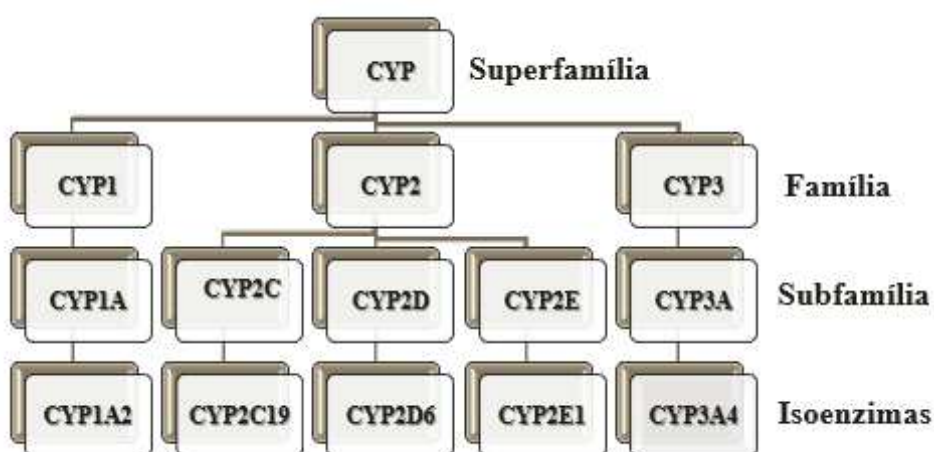 CYP Superfamília
CYP1 CYP2 CYP3 Família
CYP1A CYP2C CYP2D CYP2E CYP3A Subfamília
CYP1A2 CYP2C19 CYP2D6 CYP2E1 CYP3A4 Isoenzimas